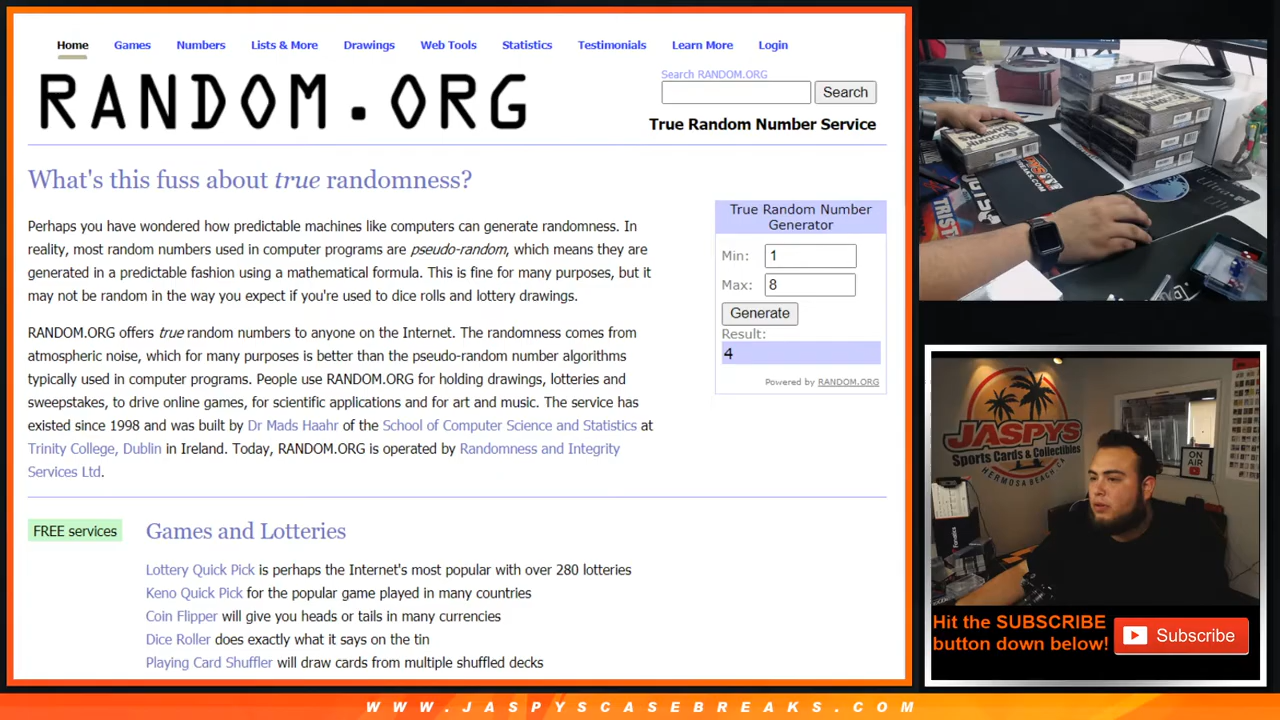 Home Games Numbers Lists & More Drawings Web Tools Statistics Testimonials Learn More Login
RANDOM.ORG
Search RANDOM.ORG
Search
True Random Number Service
What's this fuss about true randomness?
Perhaps you have wondered how predictable machines like computers can generate randomness. In
reality, most random numbers used in computer programs are pseudo-random, which means they are
generated in a predictable fashion using a mathematical formula. This is fine for many purposes, but it
may not be random in the way you expect if you're used to dice rolls and lottery drawings.
RANDOM.ORG offers true random numbers to anyone on the Internet. The randomness comes from
atmospheric noise, which for many purposes is better than the pseudo-random number algorithms
typically used in computer programs. People use RANDOM.ORG for holding drawings, lotteries and
sweepstakes, to drive online games, for scientific applications and for art and music. The service has
existed since 1998 and was built by Dr Mads Haahr of the School of Computer Science and Statistics at
Trinity College, Dublin in Ireland. Today, RANDOM.ORG is operated by Randomness and Integrity
Services Ltd.
True Random Number
Generator
Min: 1
Max: 8
Generate
Result:
4
Powered by RANDOM.ORG
FREE services
Games and Lotteries
Lottery Quick Pick is perhaps the Internet's most popular with over 280 lotteries
Keno Quick Pick for the popular game played in many countries
Coin Flipper will give you heads or tails in many currencies
Dice Roller does exactly what it says on the tin
Playing Card Shuffler will draw cards from multiple shuffled decks
JASPYS
Sports Cards & Collectibles
HERMOSA BEACH, CA
ON
AIR
Hit the SUBSCRIBE
button down below!
Subscribe
WWW.JASPYSCASEBREAKS.COM